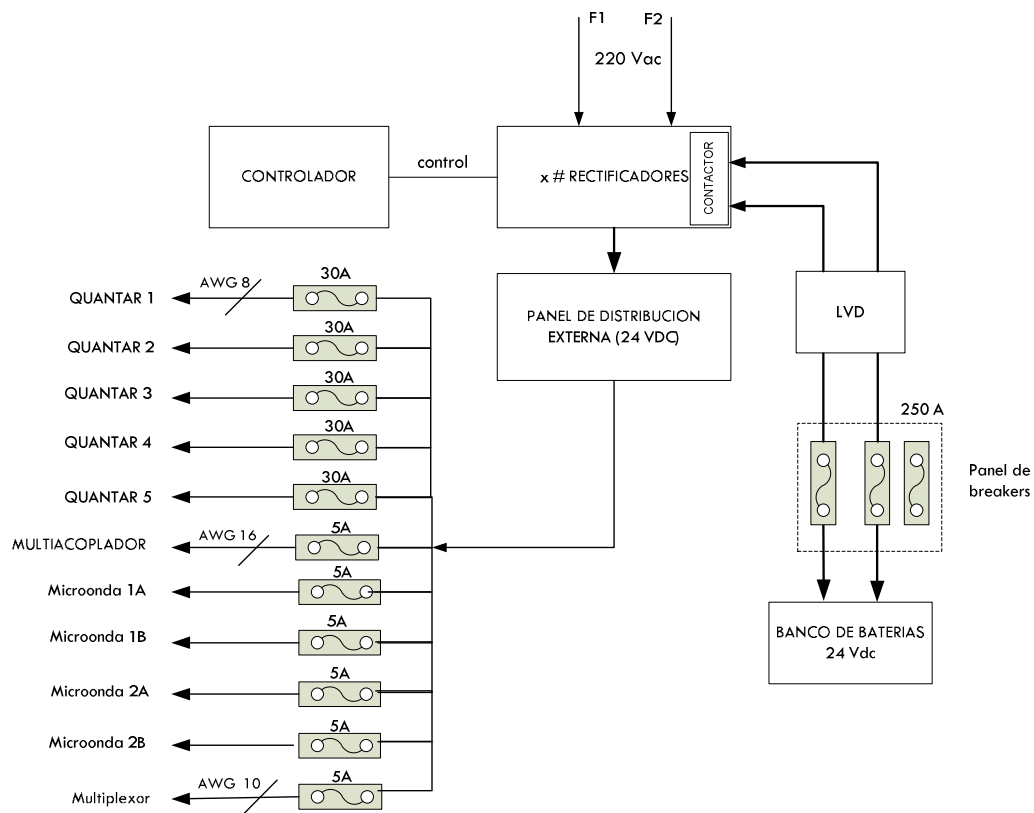 F1
F2
220 Vac
CONTROLADOR
control
x # RECTIFICADORES
CONTACTOR
PANEL DE DISTRIBUCION
EXTERNA (24 VDC)
LVD
250 A
Panel de
breakers
BANCO DE BATERIAS
24 Vdc
QUANTAR 1
AWG 8
30A
QUANTAR 2
30A
QUANTAR 3
30A
QUANTAR 4
30A
QUANTAR 5
30A
MULTIACOPLADOR
AWG 16
5A
Microonda 1A
5A
Microonda 1B
5A
Microonda 2A
5A
Microonda 2B
5A
Multiplexor
AWG 10
5A